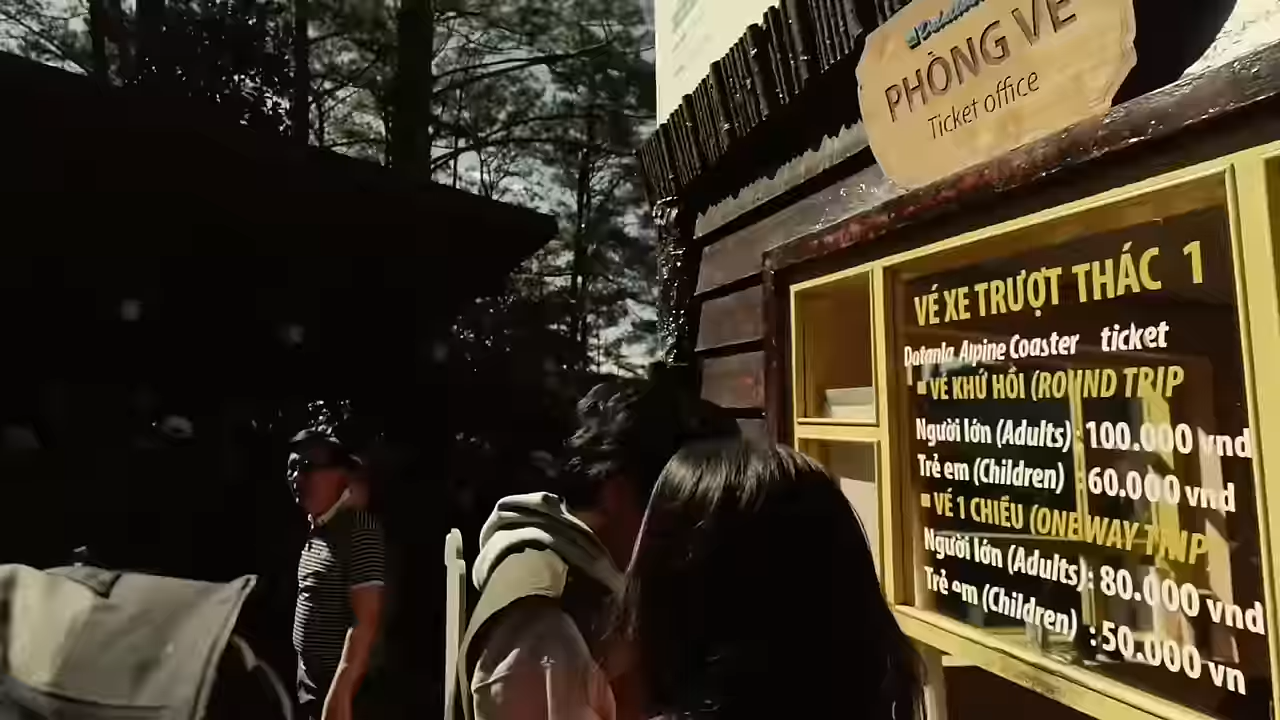 PHÒNG VÉ
Ticket office
VÉ XE TRƯỢT THÁC 1
Datanla Alpine Coaster ticket
▪ VÉ KHỨ HỒI (ROUND TRIP
Người lớn (Adults) : 100.000 vnd
Trẻ em (Children) : 60.000 vnd
▪ VÉ 1 CHIỀU (ONE WAY TRIP)
Người lớn (Adults): 80.000 vnd
Trẻ em (Children) : 50.000 vn